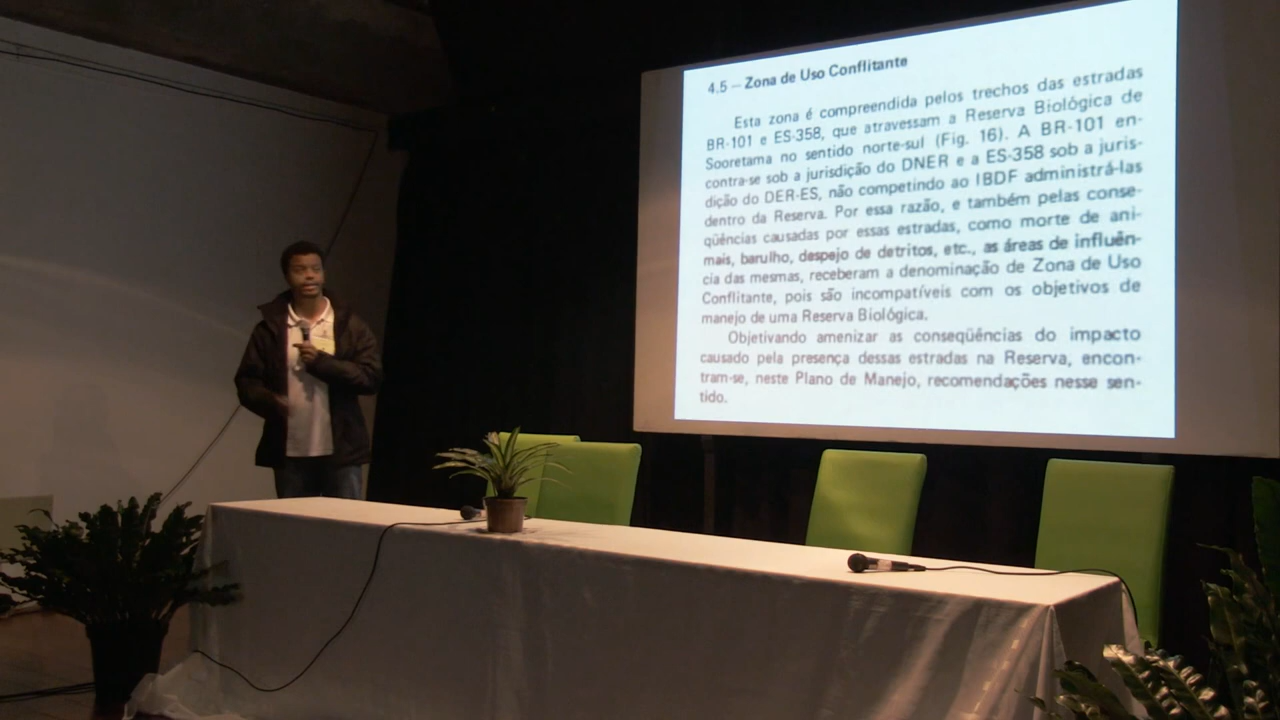 4.5 — Zona de Uso Conflitante
Esta zona é compreendida pelos trechos das estradas
BR-101 e ES-358, que atravessam a Reserva Biológica de
Sooretama no sentido norte-sul (Fig. 16). A BR-101 en-
contra-se sob a jurisdição do DNER e a ES-358 sob a juris-
dição do DER-ES, não competindo ao IBDF administrá-las
dentro da Reserva. Por essa razão, e também pelas conse-
qüências causadas por essas estradas, como morte de ani-
mais, barulho, despejo de detritos, etc., as áreas de influên-
cia das mesmas, receberam a denominação de Zona de Uso
Conflitante, pois são incompatíveis com os objetivos de
manejo de uma Reserva Biológica.
Objetivando amenizar as conseqüências do impacto
causado pela presença dessas estradas na Reserva, encon-
tram-se, neste Plano de Manejo, recomendações nesse sen-
tido.